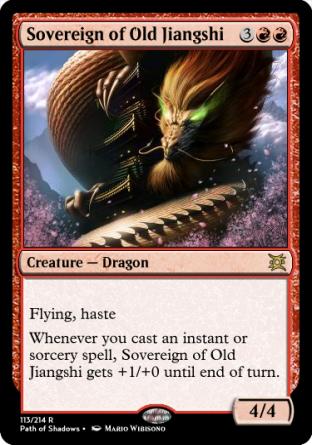 Sovereign of Old Jiangshi 3
Creature — Dragon
Flying, haste
Whenever you cast an instant or
sorcery spell, Sovereign of Old
Jiangshi gets +1/+0 until end of turn.
4/4
113/214 R
Path of Shadows • Mario Wibisono